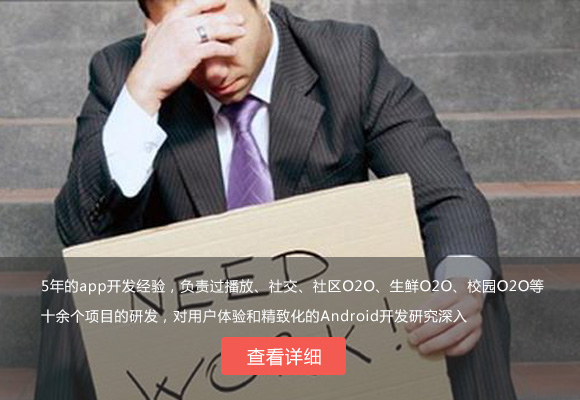 NEED
WORK!
5年的app开发经验，负责过播放、社交、社区O2O、生鲜O2O、校园O2O等
十余个项目的研发，对用户体验和精致化的Android开发研究深入
查看详细